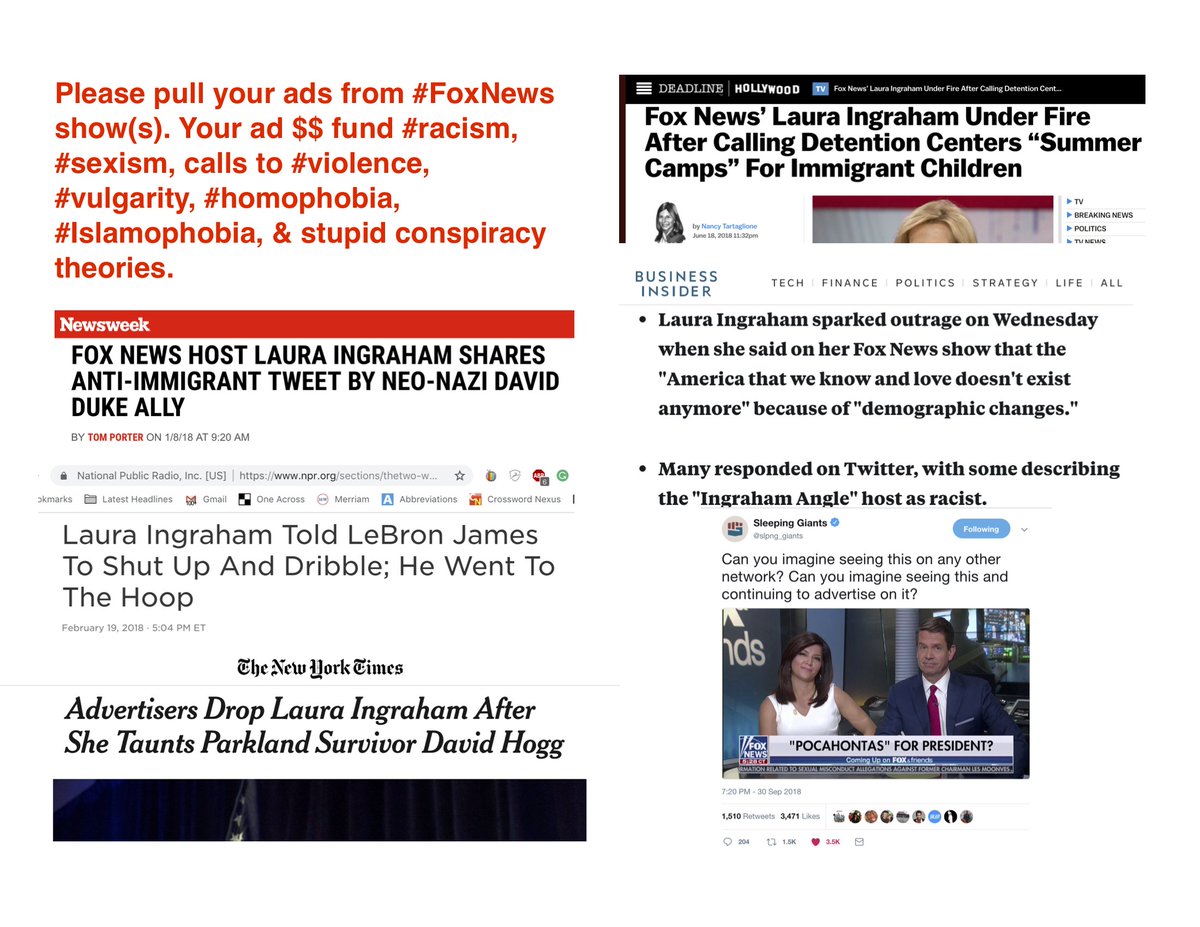 Please pull your ads from #FoxNews
show(s). Your ad $$ fund #racism,
#sexism, calls to #violence,
#vulgarity, #homophobia,
#Islamophobia, & stupid conspiracy
theories.
Newsweek
FOX NEWS HOST LAURA INGRAHAM SHARES
ANTI-IMMIGRANT TWEET BY NEO-NAZI DAVID
DUKE ALLY
BY TOM PORTER ON 1/8/18 AT 9:20 AM
National Public Radio, Inc. [US] | https://www.npr.org/sections/thetwo-w...
okmarks Latest Headlines Gmail One Across Merriam Abbreviations Crossword Nexus
Laura Ingraham Told LeBron James
To Shut Up And Dribble; He Went To
The Hoop
February 19, 2018 · 5:04 PM ET
The New York Times
Advertisers Drop Laura Ingraham After
She Taunts Parkland Survivor David Hogg
DEADLINE | HOLLYWOOD TV Fox News' Laura Ingraham Under Fire After Calling Detention Cent...
Fox News' Laura Ingraham Under Fire
After Calling Detention Centers “Summer
Camps” For Immigrant Children
by Nancy Tartaglione
June 18, 2018 11:32pm
TV
BREAKING NEWS
POLITICS
TV NEWS
BUSINESS
INSIDER
TECH | FINANCE | POLITICS | STRATEGY | LIFE | ALL
• Laura Ingraham sparked outrage on Wednesday
when she said on her Fox News show that the
"America that we know and love doesn't exist
anymore" because of "demographic changes."
• Many responded on Twitter, with some describing
the "Ingraham Angle" host as racist.
Sleeping Giants
@slpng_giants
Following
Can you imagine seeing this on any other
network? Can you imagine seeing this and
continuing to advertise on it?
nds
FOX
NEWS
5:28 CT
"POCAHONTAS" FOR PRESIDENT?
Coming Up on FOX & friends
RMATION RELATED TO SEXUAL MISCONDUCT ALLEGATIONS AGAINST FORMER CHAIRMAN LES MOONVES...
7:20 PM - 30 Sep 2018
1,510 Retweets 3,471 Likes
204 1.5K 3.5K